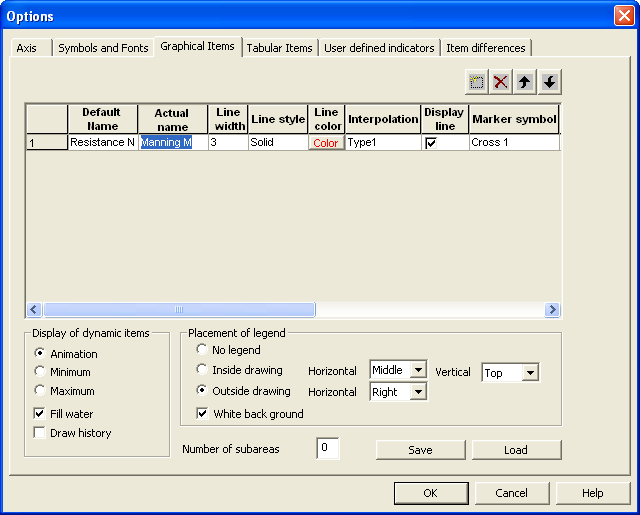 Options
Axis Symbols and Fonts Graphical Items Tabular Items User defined indicators Item differences
Default Name Actual name Line width Line style Line color Interpolation Display line Marker symbol
1 Resistance N Manning M 3 Solid Color Type1 Cross 1
Display of dynamic items
Animation
Minimum
Maximum
Fill water
Draw history
Placement of legend
No legend
Inside drawing Horizontal Middle Vertical Top
Outside drawing Horizontal Right
White back ground
Number of subareas 0 Save Load
OK Cancel Help